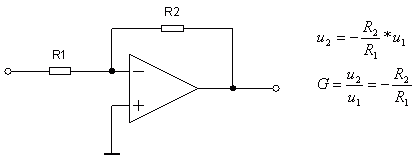 R2
R1
u₂ = −R₂/R₁*u₁
−
+
G = u₂/u₁ = −R₂/R₁